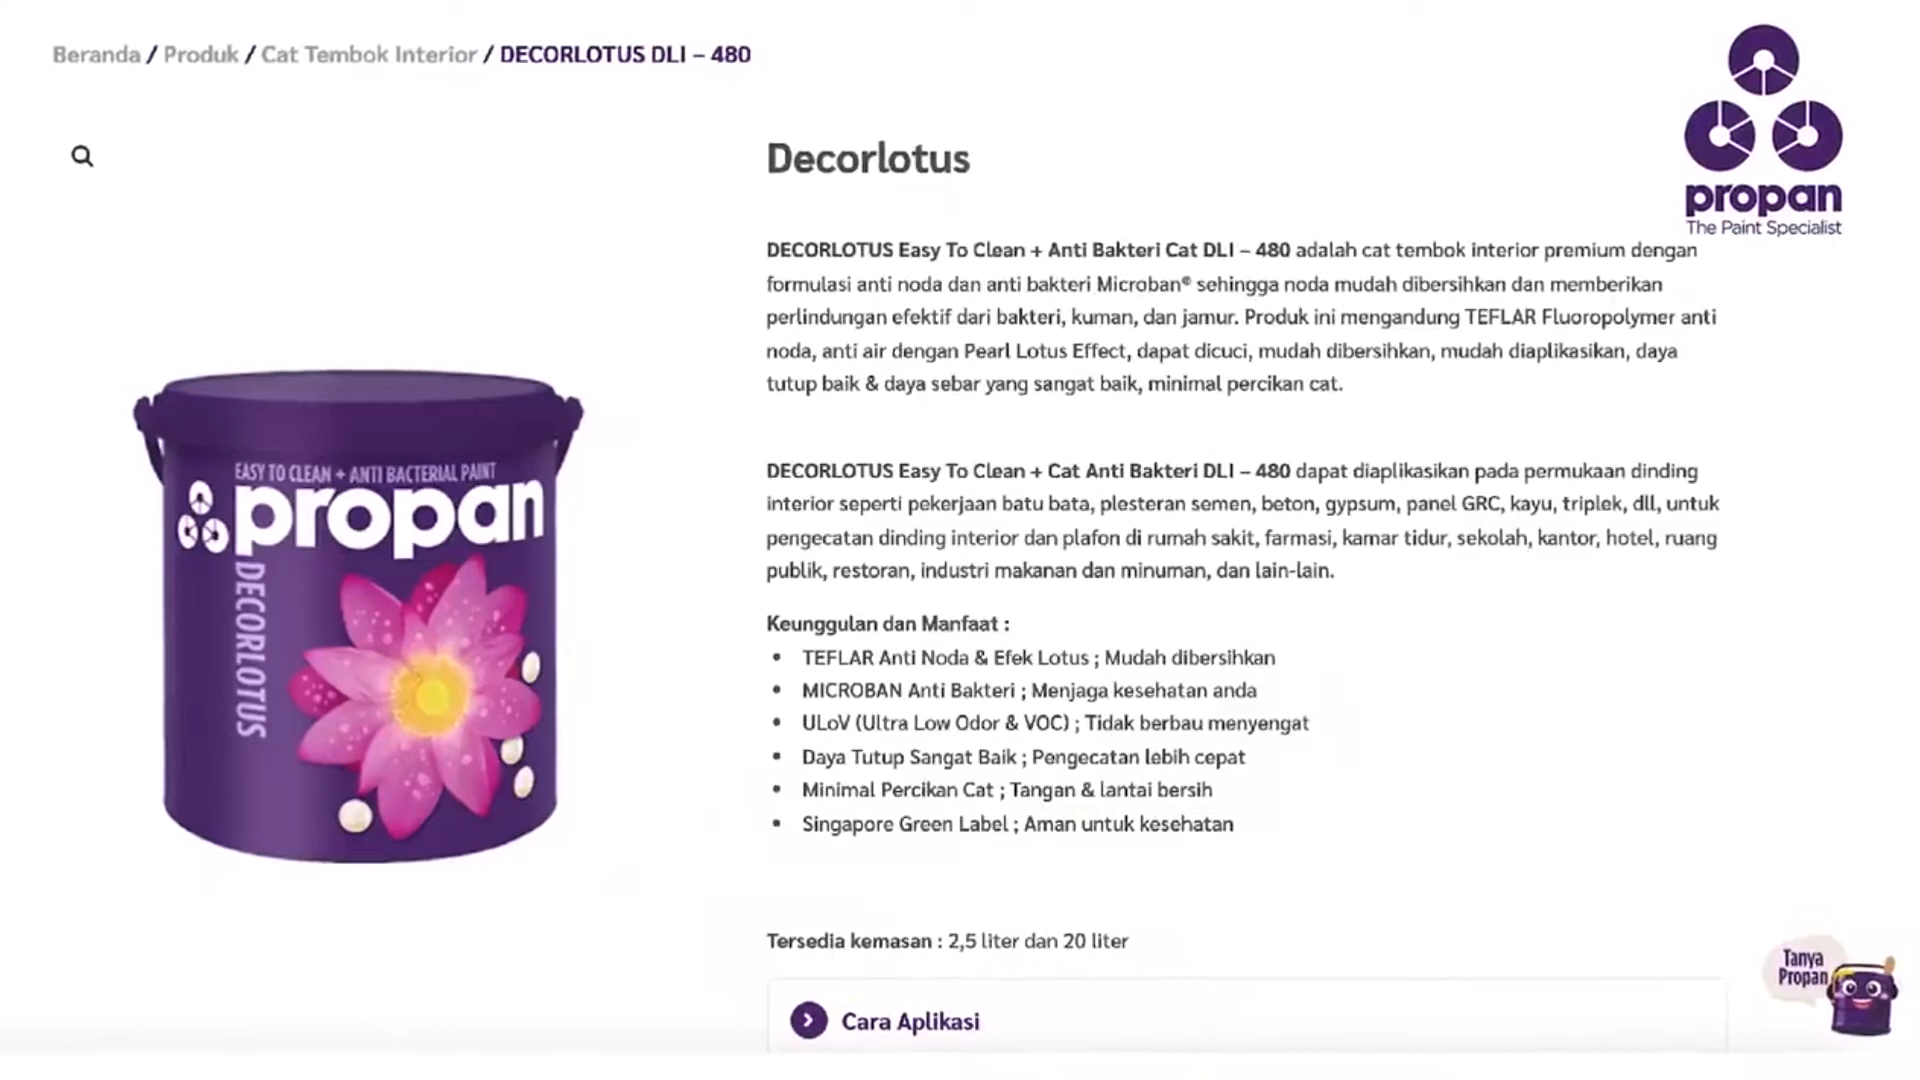 Beranda / Produk / Cat Tembok Interior / DECORLOTUS DLI – 480
propan
The Paint Specialist
Decorlotus
DECORLOTUS Easy To Clean + Anti Bakteri Cat DLI – 480 adalah cat tembok interior premium dengan
formulasi anti noda dan anti bakteri Microban® sehingga noda mudah dibersihkan dan memberikan
perlindungan efektif dari bakteri, kuman, dan jamur. Produk ini mengandung TEFLAR Fluoropolymer anti
noda, anti air dengan Pearl Lotus Effect, dapat dicuci, mudah dibersihkan, mudah diaplikasikan, daya
tutup baik & daya sebar yang sangat baik, minimal percikan cat.
EASY TO CLEAN + ANTI BACTERIAL PAINT
propan
DECORLOTUS
DECORLOTUS Easy To Clean + Cat Anti Bakteri DLI – 480 dapat diaplikasikan pada permukaan dinding
interior seperti pekerjaan batu bata, plesteran semen, beton, gypsum, panel GRC, kayu, triplek, dll, untuk
pengecatan dinding interior dan plafon di rumah sakit, farmasi, kamar tidur, sekolah, kantor, hotel, ruang
publik, restoran, industri makanan dan minuman, dan lain-lain.
Keunggulan dan Manfaat :
• TEFLAR Anti Noda & Efek Lotus ; Mudah dibersihkan
• MICROBAN Anti Bakteri ; Menjaga kesehatan anda
• ULoV (Ultra Low Odor & VOC) ; Tidak berbau menyengat
• Daya Tutup Sangat Baik ; Pengecatan lebih cepat
• Minimal Percikan Cat ; Tangan & lantai bersih
• Singapore Green Label ; Aman untuk kesehatan
Tersedia kemasan : 2,5 liter dan 20 liter
Cara Aplikasi
Tanya
Propan